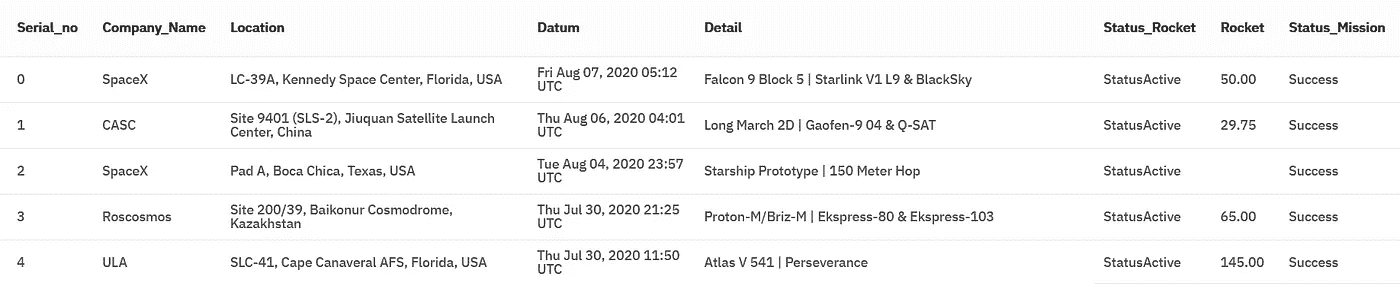 Serial_no Company_Name Location Datum Detail Status_Rocket Rocket Status_Mission
0 SpaceX LC-39A, Kennedy Space Center, Florida, USA Fri Aug 07, 2020 05:12 UTC Falcon 9 Block 5 | Starlink V1 L9 & BlackSky StatusActive 50.00 Success
1 CASC Site 9401 (SLS-2), Jiuquan Satellite Launch Center, China Thu Aug 06, 2020 04:01 UTC Long March 2D | Gaofen-9 04 & Q-SAT StatusActive 29.75 Success
2 SpaceX Pad A, Boca Chica, Texas, USA Tue Aug 04, 2020 23:57 UTC Starship Prototype | 150 Meter Hop StatusActive Success
3 Roscosmos Site 200/39, Baikonur Cosmodrome, Kazakhstan Thu Jul 30, 2020 21:25 UTC Proton-M/Briz-M | Ekspress-80 & Ekspress-103 StatusActive 65.00 Success
4 ULA SLC-41, Cape Canaveral AFS, Florida, USA Thu Jul 30, 2020 11:50 UTC Atlas V 541 | Perseverance StatusActive 145.00 Success